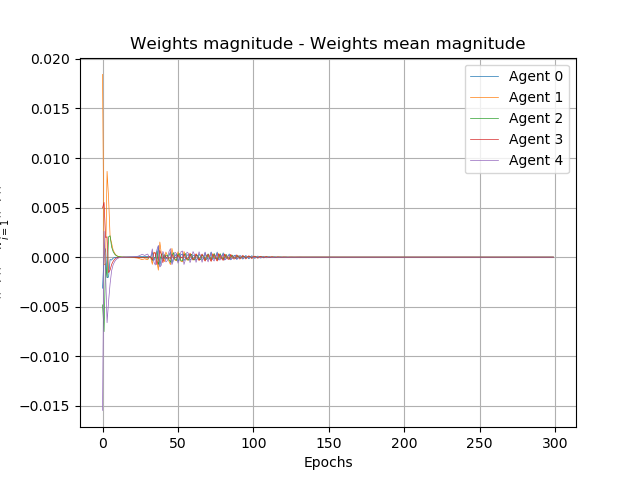 Weights magnitude - Weights mean magnitude
0.020
0.015
0.010
0.005
0.000
−0.005
−0.010
−0.015
0
50
100
150
200
250
300
Epochs
Agent 0
Agent 1
Agent 2
Agent 3
Agent 4